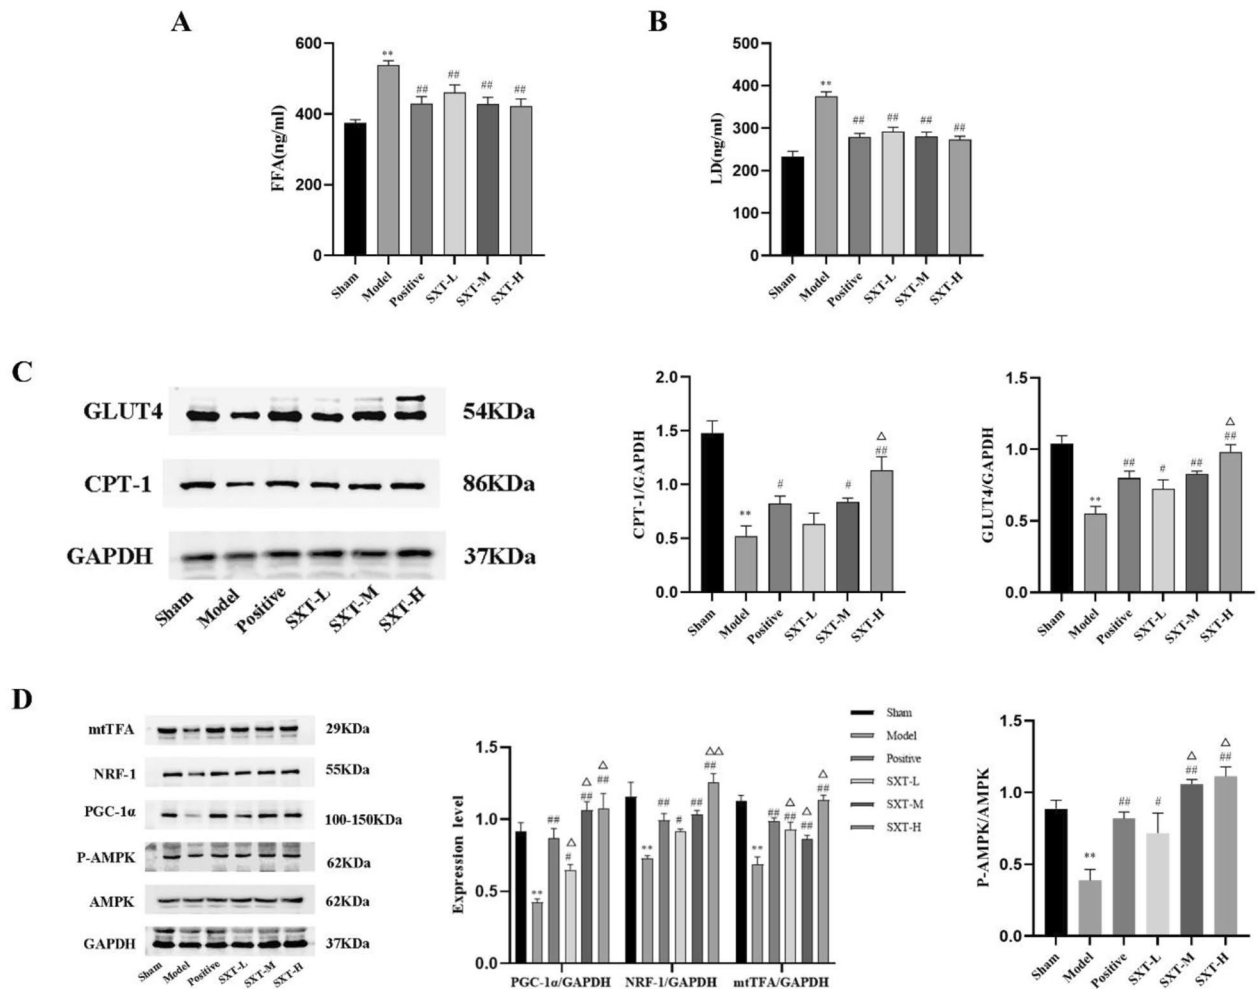 A
600
400
200
0
FFA(ng/ml)
**
##
##
##
##
Sham
Model
Positive
SXT-L
SXT-M
SXT-H
B
500
400
300
200
100
0
LD(ng/ml)
**
##
##
##
##
Sham
Model
Positive
SXT-L
SXT-M
SXT-H
C
GLUT4
54KDa
CPT-1
86KDa
GAPDH
37KDa
Sham
Model
Positive
SXT-L
SXT-M
SXT-H
2.0
1.5
1.0
0.5
0.0
CPT-1/GAPDH
**
#
#
△
##
Sham
Model
Positive
SXT-L
SXT-M
SXT-H
1.5
1.0
0.5
0.0
GLUT4/GAPDH
**
##
#
##
△
##
Sham
Model
Positive
SXT-L
SXT-M
SXT-H
D
mtTFA
29KDa
NRF-1
55KDa
PGC-1α
100-150KDa
P-AMPK
62KDa
AMPK
62KDa
GAPDH
37KDa
Sham
Model
Positive
SXT-L
SXT-M
SXT-H
Sham
Model
Positive
SXT-L
SXT-M
SXT-H
1.5
1.0
0.5
0.0
Expression level
**
##
△
#
△
##
△
##
**
##
#
##
△△
##
**
##
△
##
△
##
△
##
PGC-1α/GAPDH
NRF-1/GAPDH
mtTFA/GAPDH
1.5
1.0
0.5
0.0
P-AMPK/AMPK
**
##
#
△
##
△
##
Sham
Model
Positive
SXT-L
SXT-M
SXT-H